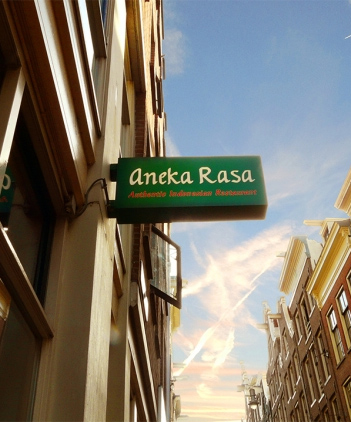 aneka Rasa
Authentic Indonesian Restaurant